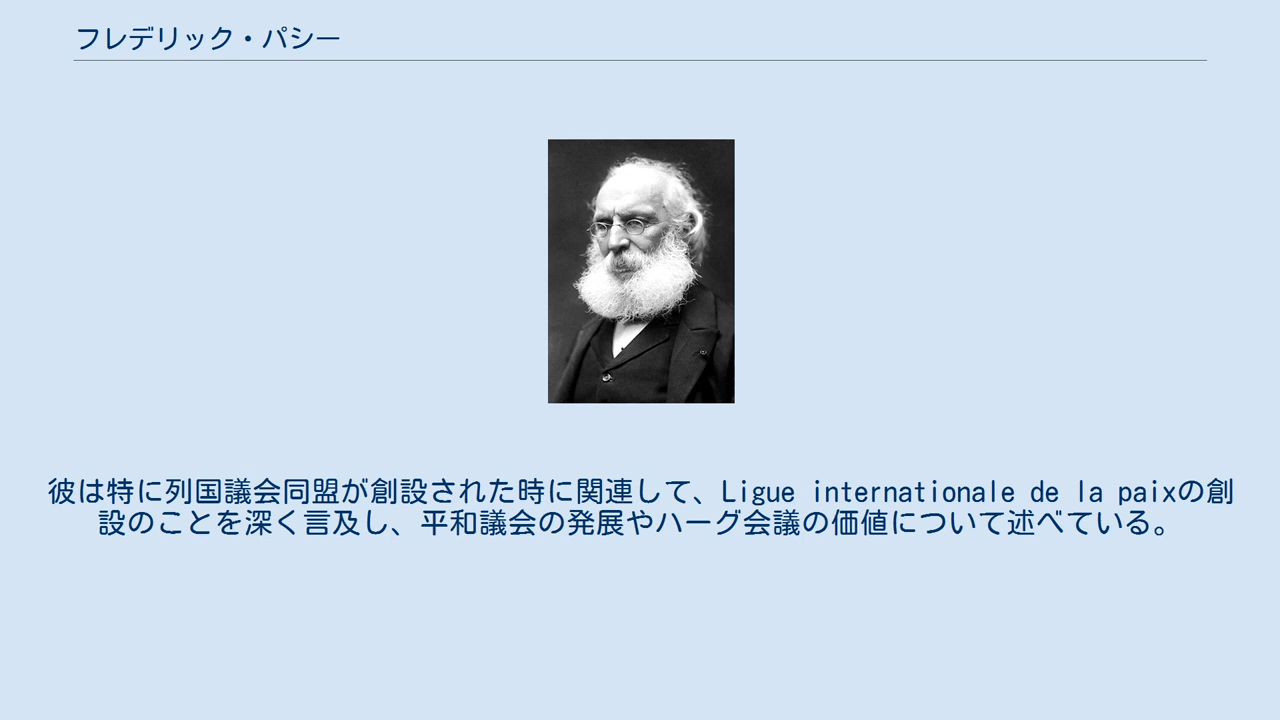 フレデリック・パシー
彼は特に列国議会同盟が創設された時に関連して、Ligue internationale de la paixの創
設のことを深く言及し、平和議会の発展やハーグ会議の価値について述べている。